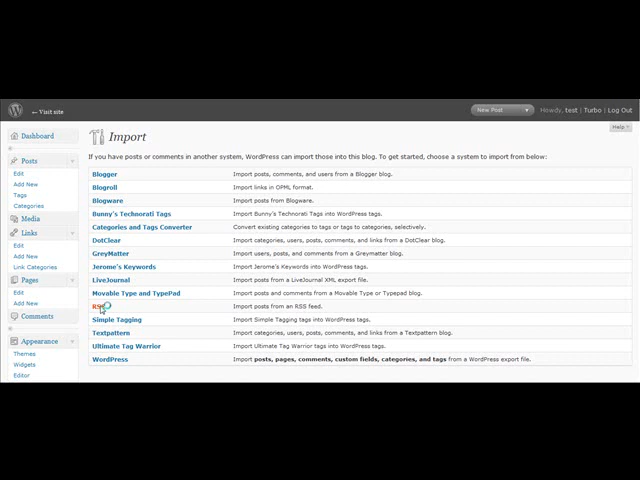 ← Visit site
New Post
Howdy, test | Turbo | Log Out
Help
Dashboard
Posts
Edit
Add New
Tags
Categories
Media
Links
Edit
Add New
Link Categories
Pages
Edit
Add New
Comments
Appearance
Themes
Widgets
Editor
Import
If you have posts or comments in another system, WordPress can import those into this blog. To get started, choose a system to import from below:
Blogger Import posts, comments, and users from a Blogger blog.
Blogroll Import links in OPML format.
Blogware Import posts from Blogware.
Bunny's Technorati Tags Import Bunny's Technorati Tags into WordPress tags.
Categories and Tags Converter Convert existing categories to tags or tags to categories, selectively.
DotClear Import categories, users, posts, comments, and links from a DotClear blog.
GreyMatter Import users, posts, and comments from a Greymatter blog.
Jerome's Keywords Import Jerome's Keywords into WordPress tags.
LiveJournal Import posts from a LiveJournal XML export file.
Movable Type and TypePad Import posts and comments from a Movable Type or Typepad blog.
RSS Import posts from an RSS feed.
Simple Tagging Import Simple Tagging tags into WordPress tags.
Textpattern Import categories, users, posts, comments, and links from a Textpattern blog.
Ultimate Tag Warrior Import Ultimate Tag Warrior tags into WordPress tags.
WordPress Import posts, pages, comments, custom fields, categories, and tags from a WordPress export file.